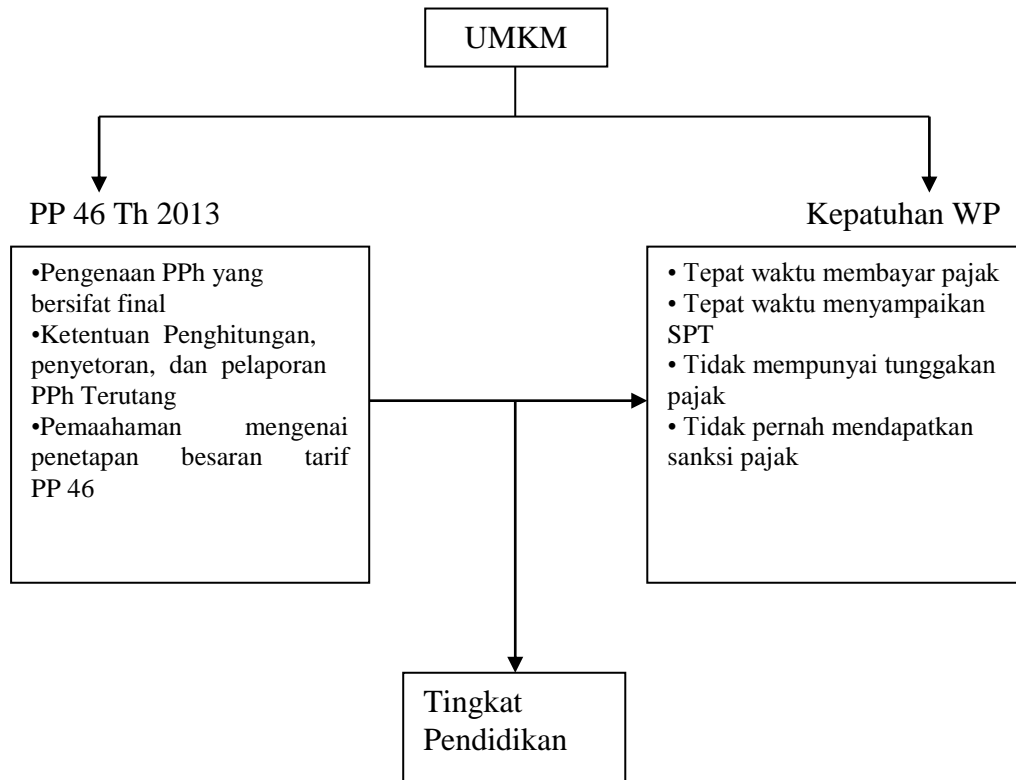 UMKM
PP 46 Th 2013
•Pengenaan PPh yang
bersifat final
•Ketentuan Penghitungan,
penyetoran, dan pelaporan
PPh Terutang
•Pemaahaman mengenai
penetapan besaran tarif
PP 46
Kepatuhan WP
• Tepat waktu membayar pajak
• Tepat waktu menyampaikan
SPT
• Tidak mempunyai tunggakan
pajak
• Tidak pernah mendapatkan
sanksi pajak
Tingkat
Pendidikan